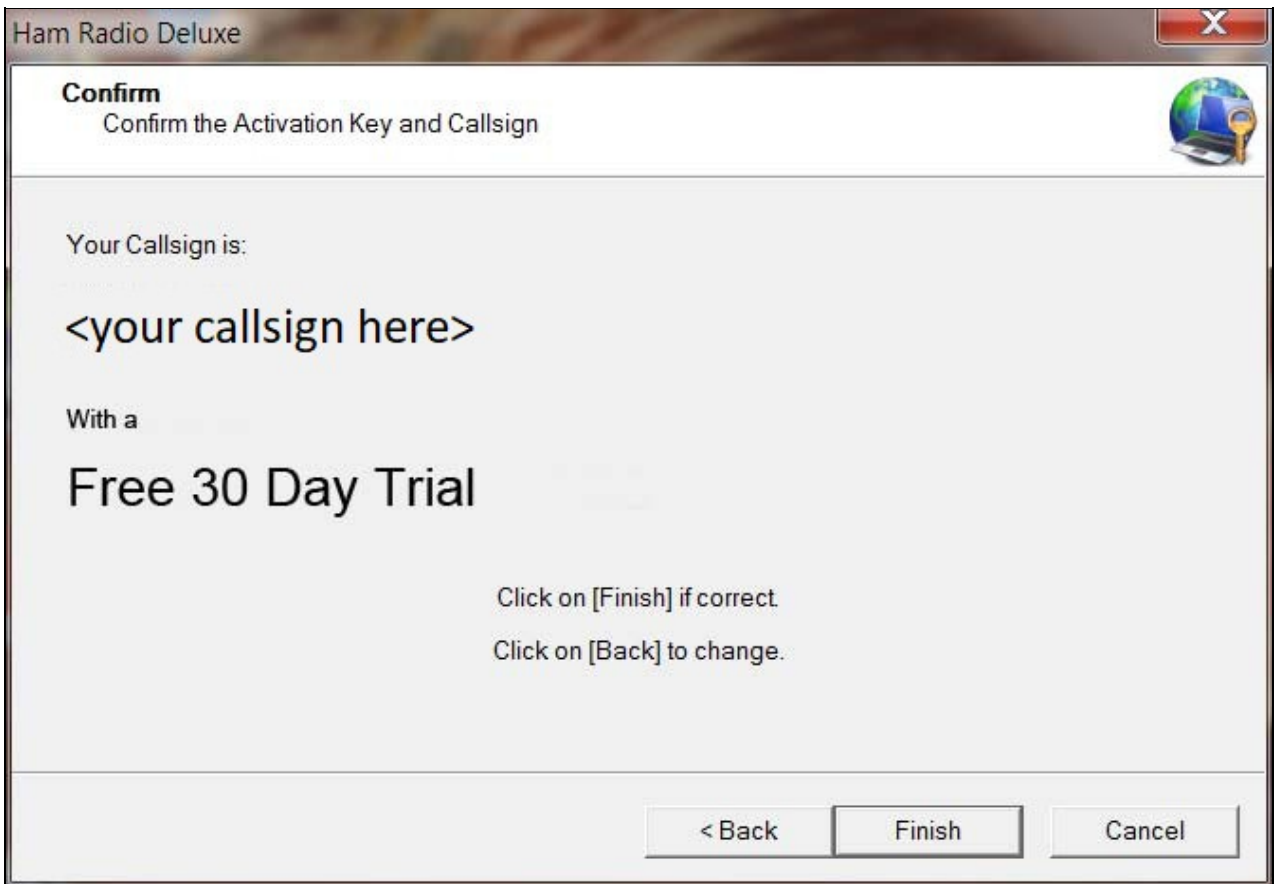 Ham Radio Deluxe
Confirm
Confirm the Activation Key and Callsign
Your Callsign is:
<your callsign here>
With a
Free 30 Day Trial
Click on [Finish] if correct.
Click on [Back] to change.
< Back Finish Cancel